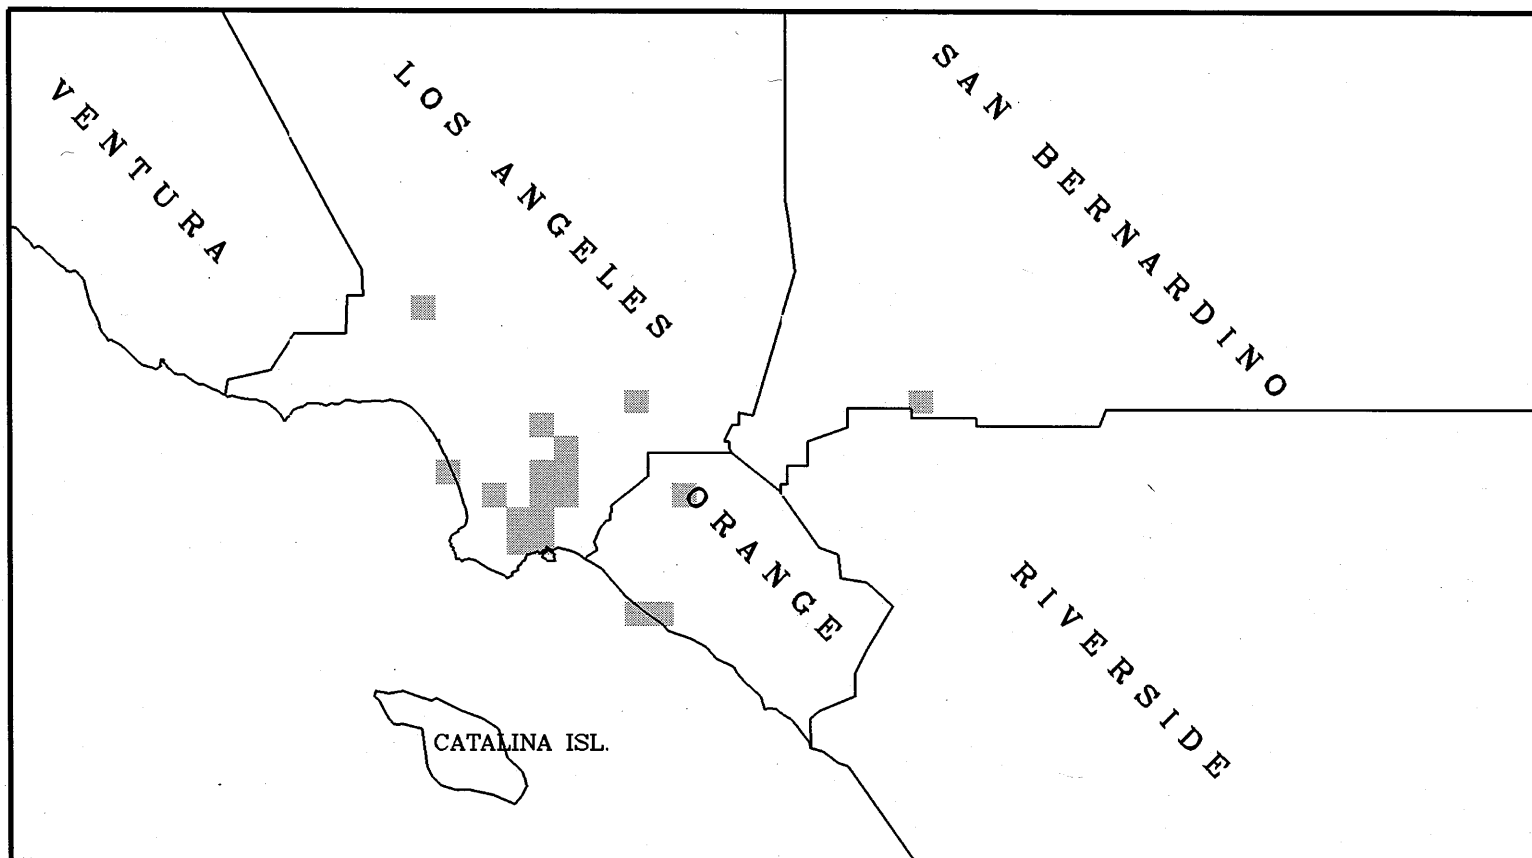 VENTURA
LOS ANGELES
SAN BERNARDINO
ORANGE
RIVERSIDE
CATALINA ISL.